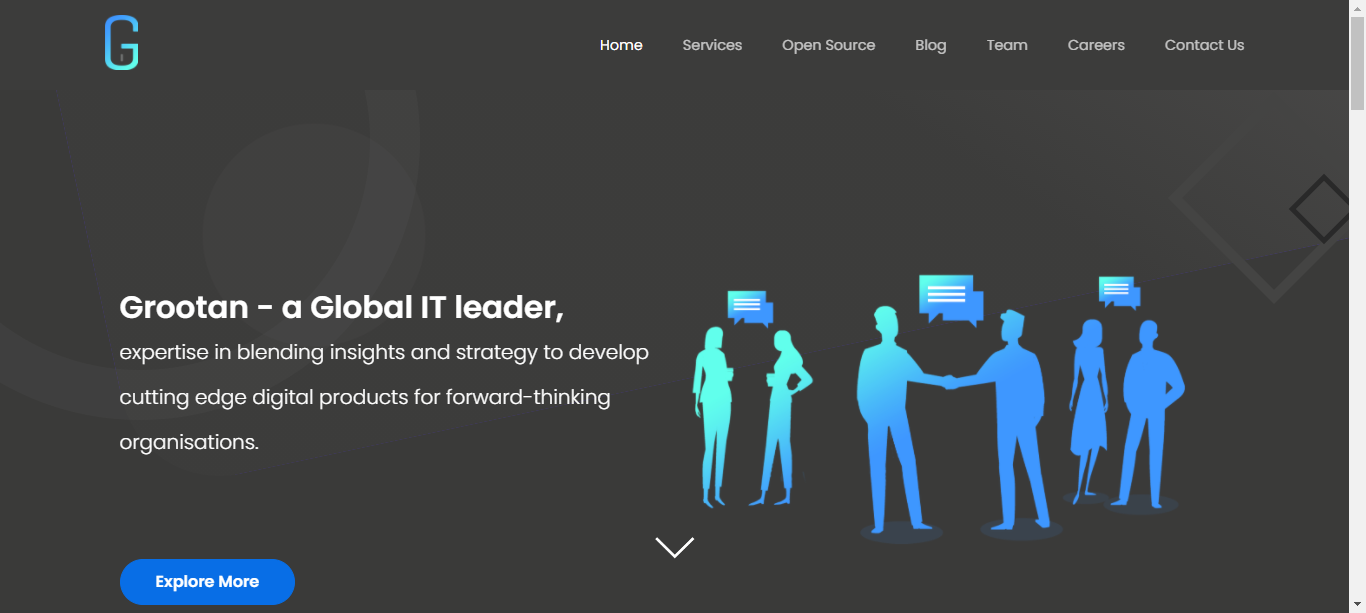 G
Home Services Open Source Blog Team Careers Contact Us
Grootan - a Global IT leader,
expertise in blending insights and strategy to develop
cutting edge digital products for forward-thinking
organisations.
Explore More